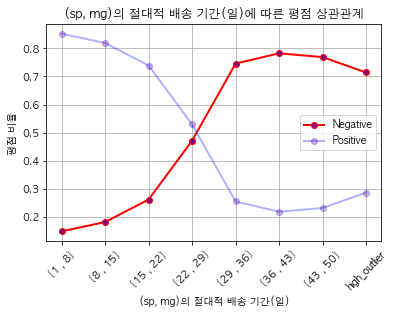 (sp, mg)의 절대적 배송 기간(일)에 따른 평점 상관관계
평점 비율
0.8
0.7
0.6
0.5
0.4
0.3
0.2
Negative
Positive
(1 , 8)
(8 , 15)
(15 , 22)
(22 , 29)
(29 , 36)
(36 , 43)
(43 , 50)
hgh_outlier
(sp, mg)의 절대적 배송 기간(일)